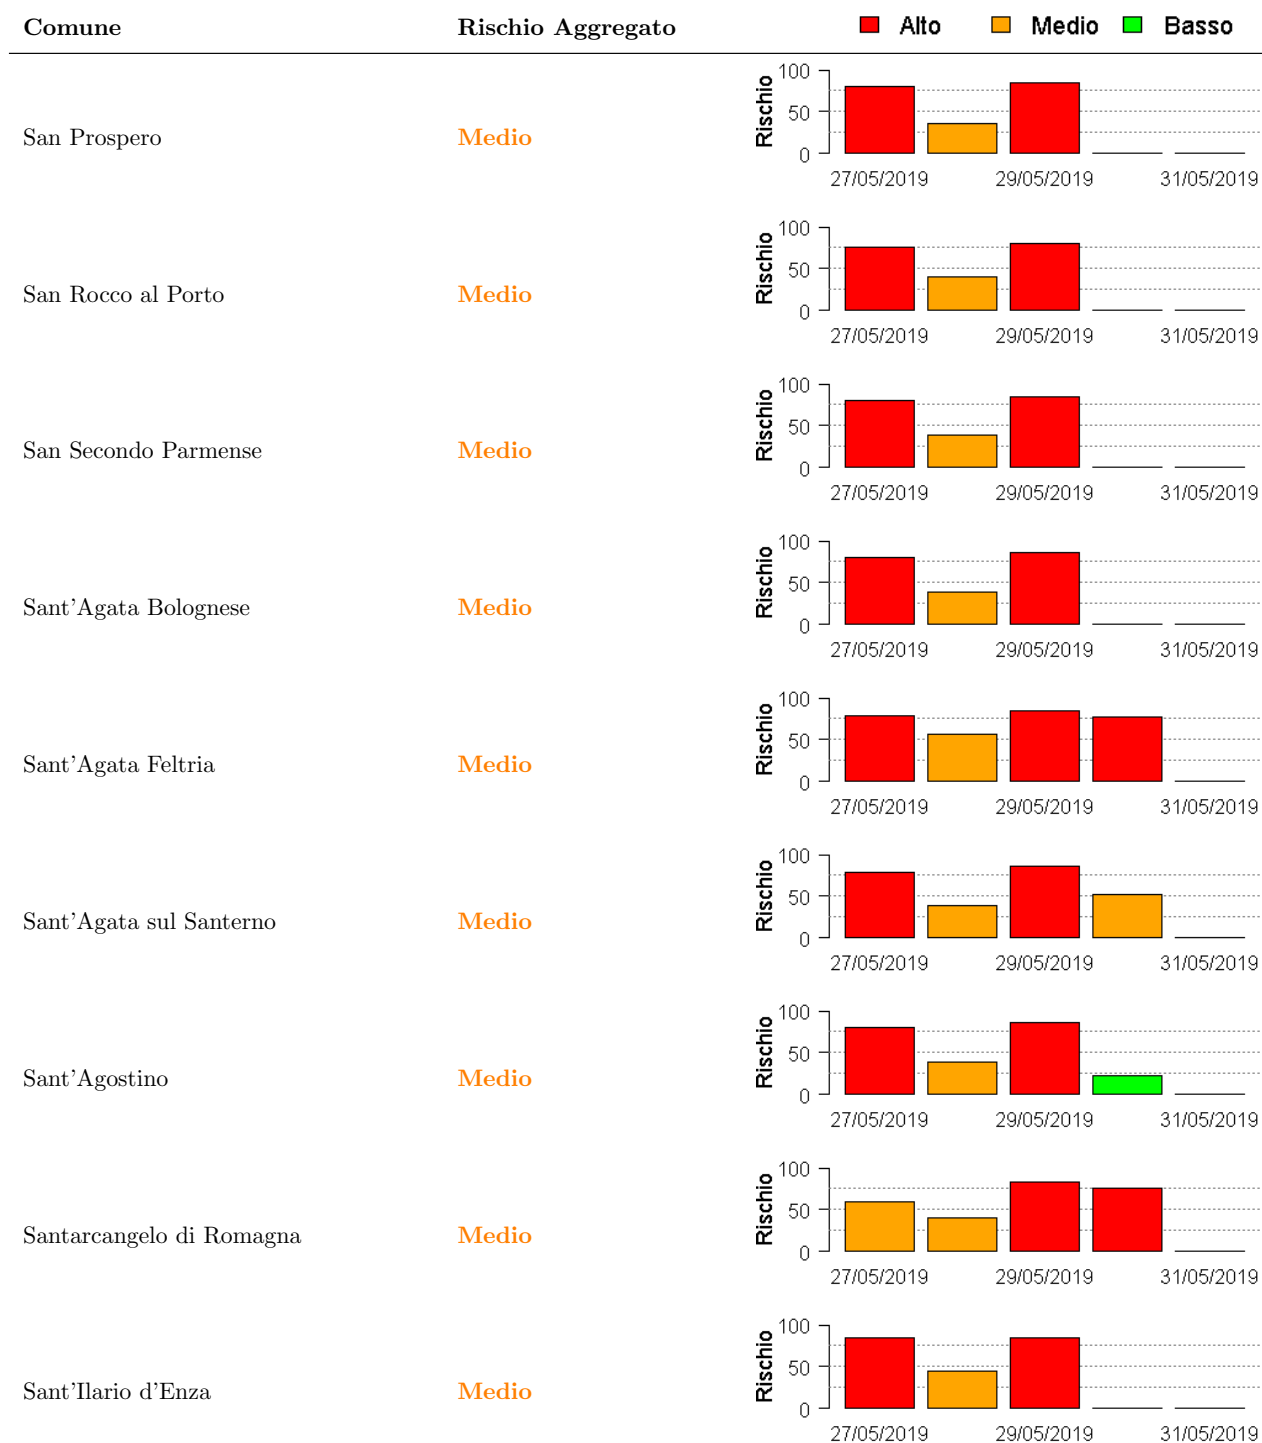 Comune Rischio Aggregato Alto Medio Basso
San Prospero Medio
Rischio
100
50
0
27/05/2019 29/05/2019 31/05/2019
San Rocco al Porto Medio
Rischio
100
50
0
27/05/2019 29/05/2019 31/05/2019
San Secondo Parmense Medio
Rischio
100
50
0
27/05/2019 29/05/2019 31/05/2019
Sant'Agata Bolognese Medio
Rischio
100
50
0
27/05/2019 29/05/2019 31/05/2019
Sant'Agata Feltria Medio
Rischio
100
50
0
27/05/2019 29/05/2019 31/05/2019
Sant'Agata sul Santerno Medio
Rischio
100
50
0
27/05/2019 29/05/2019 31/05/2019
Sant'Agostino Medio
Rischio
100
50
0
27/05/2019 29/05/2019 31/05/2019
Santarcangelo di Romagna Medio
Rischio
100
50
0
27/05/2019 29/05/2019 31/05/2019
Sant'Ilario d'Enza Medio
Rischio
100
50
0
27/05/2019 29/05/2019 31/05/2019